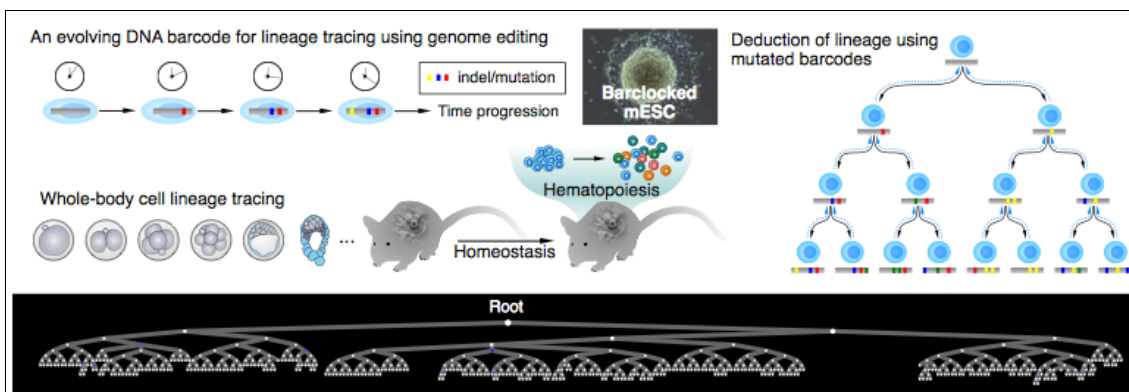 An evolving DNA barcode for lineage tracing using genome editing
indel/mutation
Time progression
Barclocked
mESC
Deduction of lineage using
mutated barcodes
Hematopoiesis
Whole-body cell lineage tracing
...
Homeostasis
Root